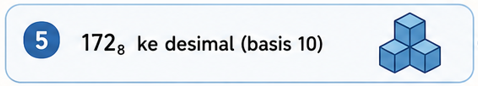 5 172₈ ke desimal (basis 10)